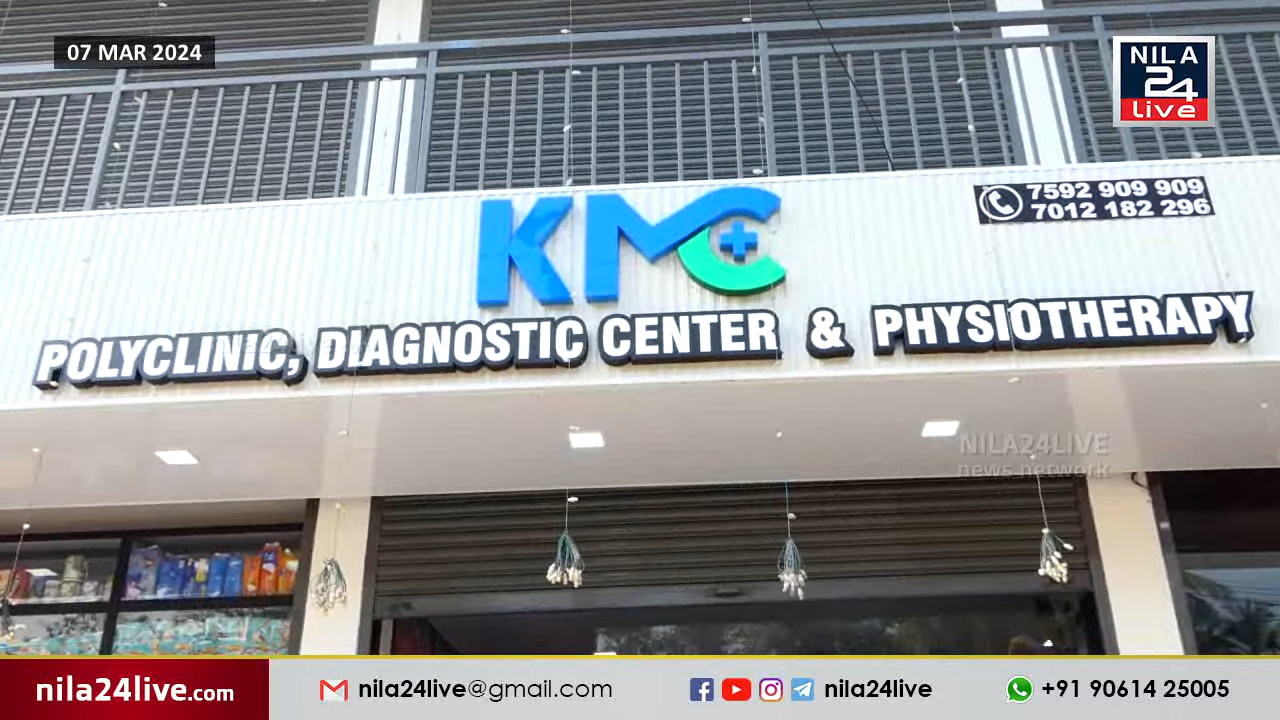 07 MAR 2024
NILA
24
Live
7592 909 909
7012 182 296
KMC
POLYCLINIC, DIAGNOSTIC CENTER & PHYSIOTHERAPY
NILA24LIVE
news network
nila24live.com
nila24live@gmail.com
nila24live
+91 90614 25005